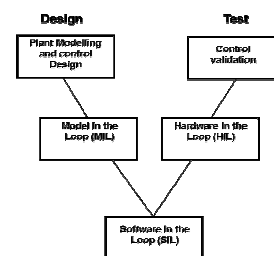 Design
Test
Plant Modelling
and control
Design
Control
validation
Model in the
Loop (MIL)
Hardware in the
Loop (HIL)
Software in the
Loop (SIL)